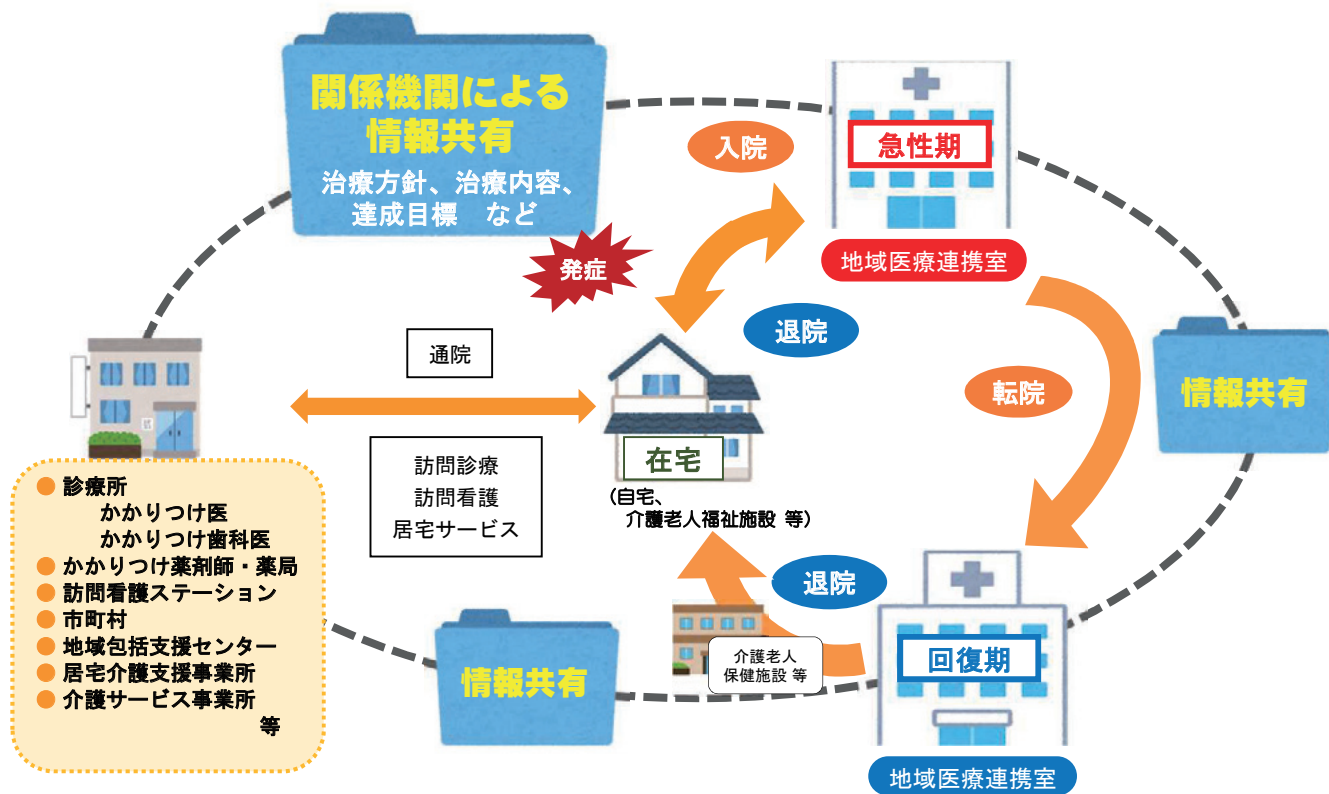 関係機関による
情報共有
治療方針、治療内容、
達成目標　など
入院
急性期
地域医療連携室
発症
退院
転院
情報共有
通院
訪問診療
訪問看護
居宅サービス
在宅
(自宅、
介護老人福祉施設 等)
● 診療所
かかりつけ医
かかりつけ歯科医
● かかりつけ薬剤師・薬局
● 訪問看護ステーション
● 市町村
● 地域包括支援センター
● 居宅介護支援事業所
● 介護サービス事業所
等
情報共有
退院
介護老人
保健施設 等
回復期
地域医療連携室